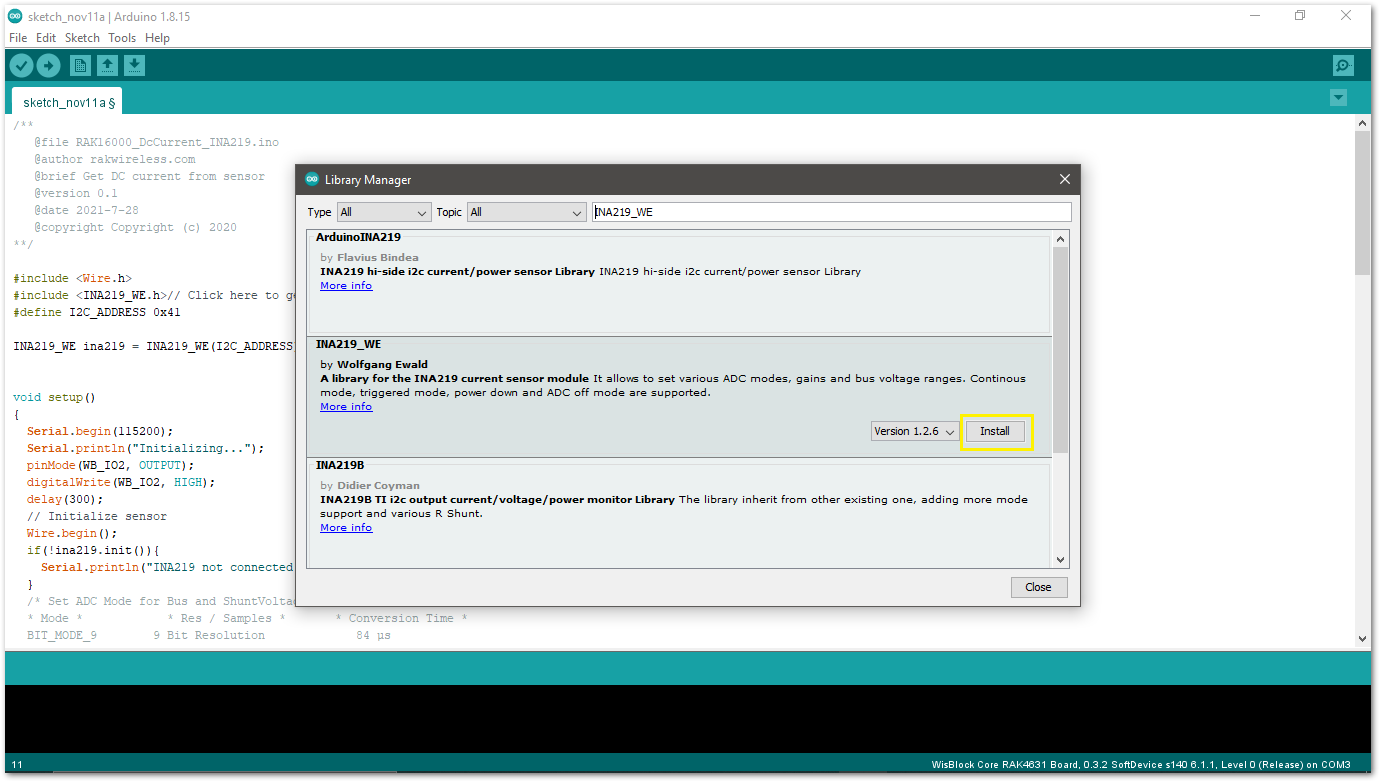 sketch_nov11a | Arduino 1.8.15
File Edit Sketch Tools Help
sketch_nov11a §
/**
@file RAK16000_DcCurrent_INA219.ino
@author rakwireless.com
@brief Get DC current from sensor
@version 0.1
@date 2021-7-28
@copyright Copyright (c) 2020
**/
#include <Wire.h>
#include <INA219_WE.h>// Click here to ge
#define I2C_ADDRESS 0x41
INA219_WE ina219 = INA219_WE(I2C_ADDRESS)
void setup()
{
Serial.begin(115200);
Serial.println("Initializing...");
pinMode(WB_IO2, OUTPUT);
digitalWrite(WB_IO2, HIGH);
delay(300);
// Initialize sensor
Wire.begin();
if(!ina219.init()){
Serial.println("INA219 not connected
}
/* Set ADC Mode for Bus and ShuntVolta
* Mode * * Res / Samples * * Conversion Time *
BIT_MODE_9 9 Bit Resolution 84 µs
Library Manager
Type All Topic All INA219_WE
ArduinoINA219
by Flavius Bindea
INA219 hi-side i2c current/power sensor Library INA219 hi-side i2c current/power sensor Library
More info
INA219_WE
by Wolfgang Ewald
A library for the INA219 current sensor module It allows to set various ADC modes, gains and bus voltage ranges. Continous
mode, triggered mode, power down and ADC off mode are supported.
More info
Version 1.2.6 Install
INA219B
by Didier Coyman
INA219B TI i2c output current/voltage/power monitor Library The library inherit from other existing one, adding more mode
support and various R Shunt.
More info
Close
11 WisBlock Core RAK4631 Board, 0.3.2 SoftDevice s140 6.1.1, Level 0 (Release) on COM3